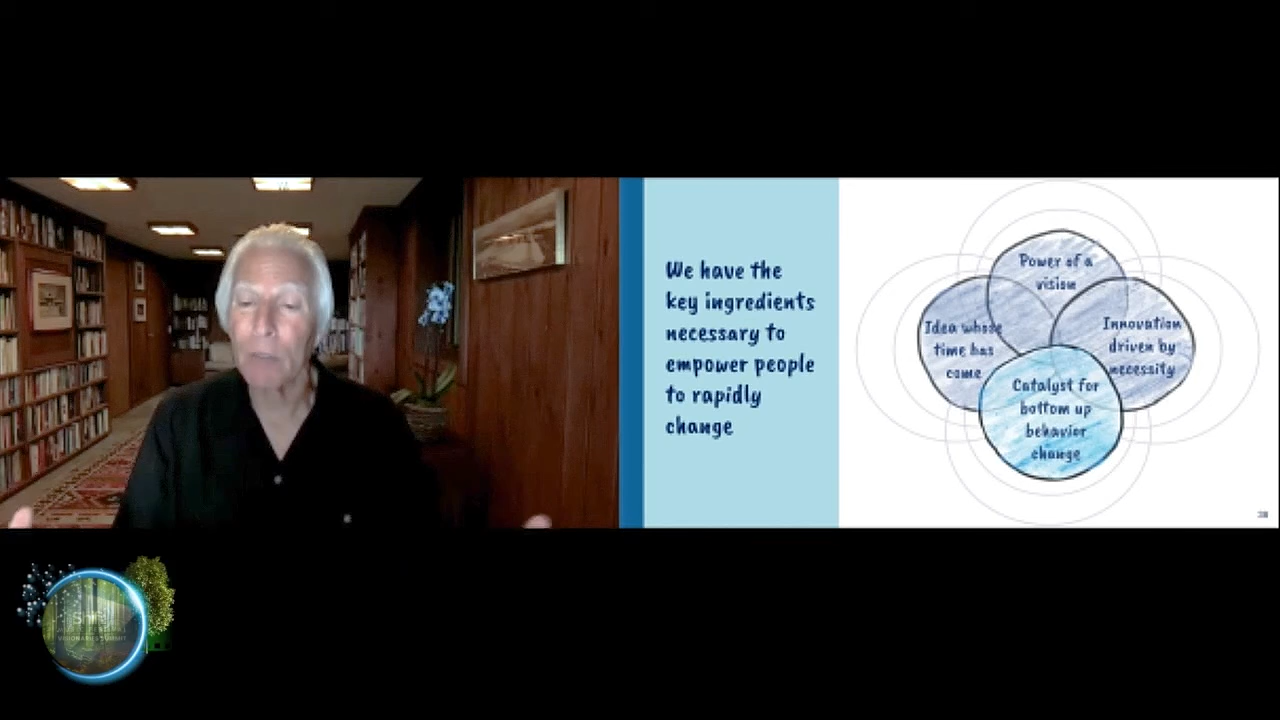 We have the
key ingredients
necessary to
empower people
to rapidly
change
Power of a
vision
Idea whose
time has
come
Innovation
driven by
necessity
Catalyst for
bottom up
behavior
change